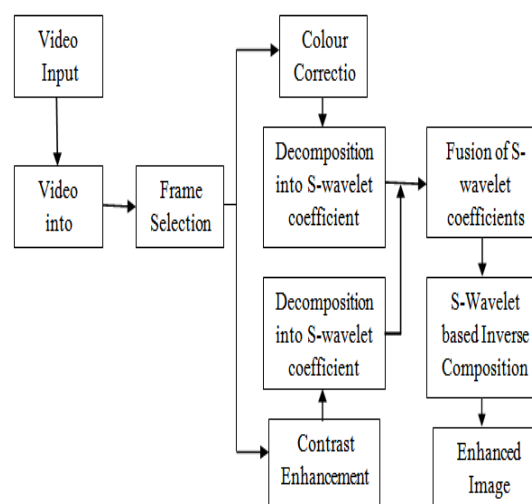 Video
Input
Video
into
Frame
Selection
Colour
Correctio
Decomposition
into S-wavelet
coefficient
Decomposition
into S-wavelet
coefficient
Contrast
Enhancement
Fusion of S-
wavelet
coefficients
S-Wavelet
based Inverse
Composition
Enhanced
Image